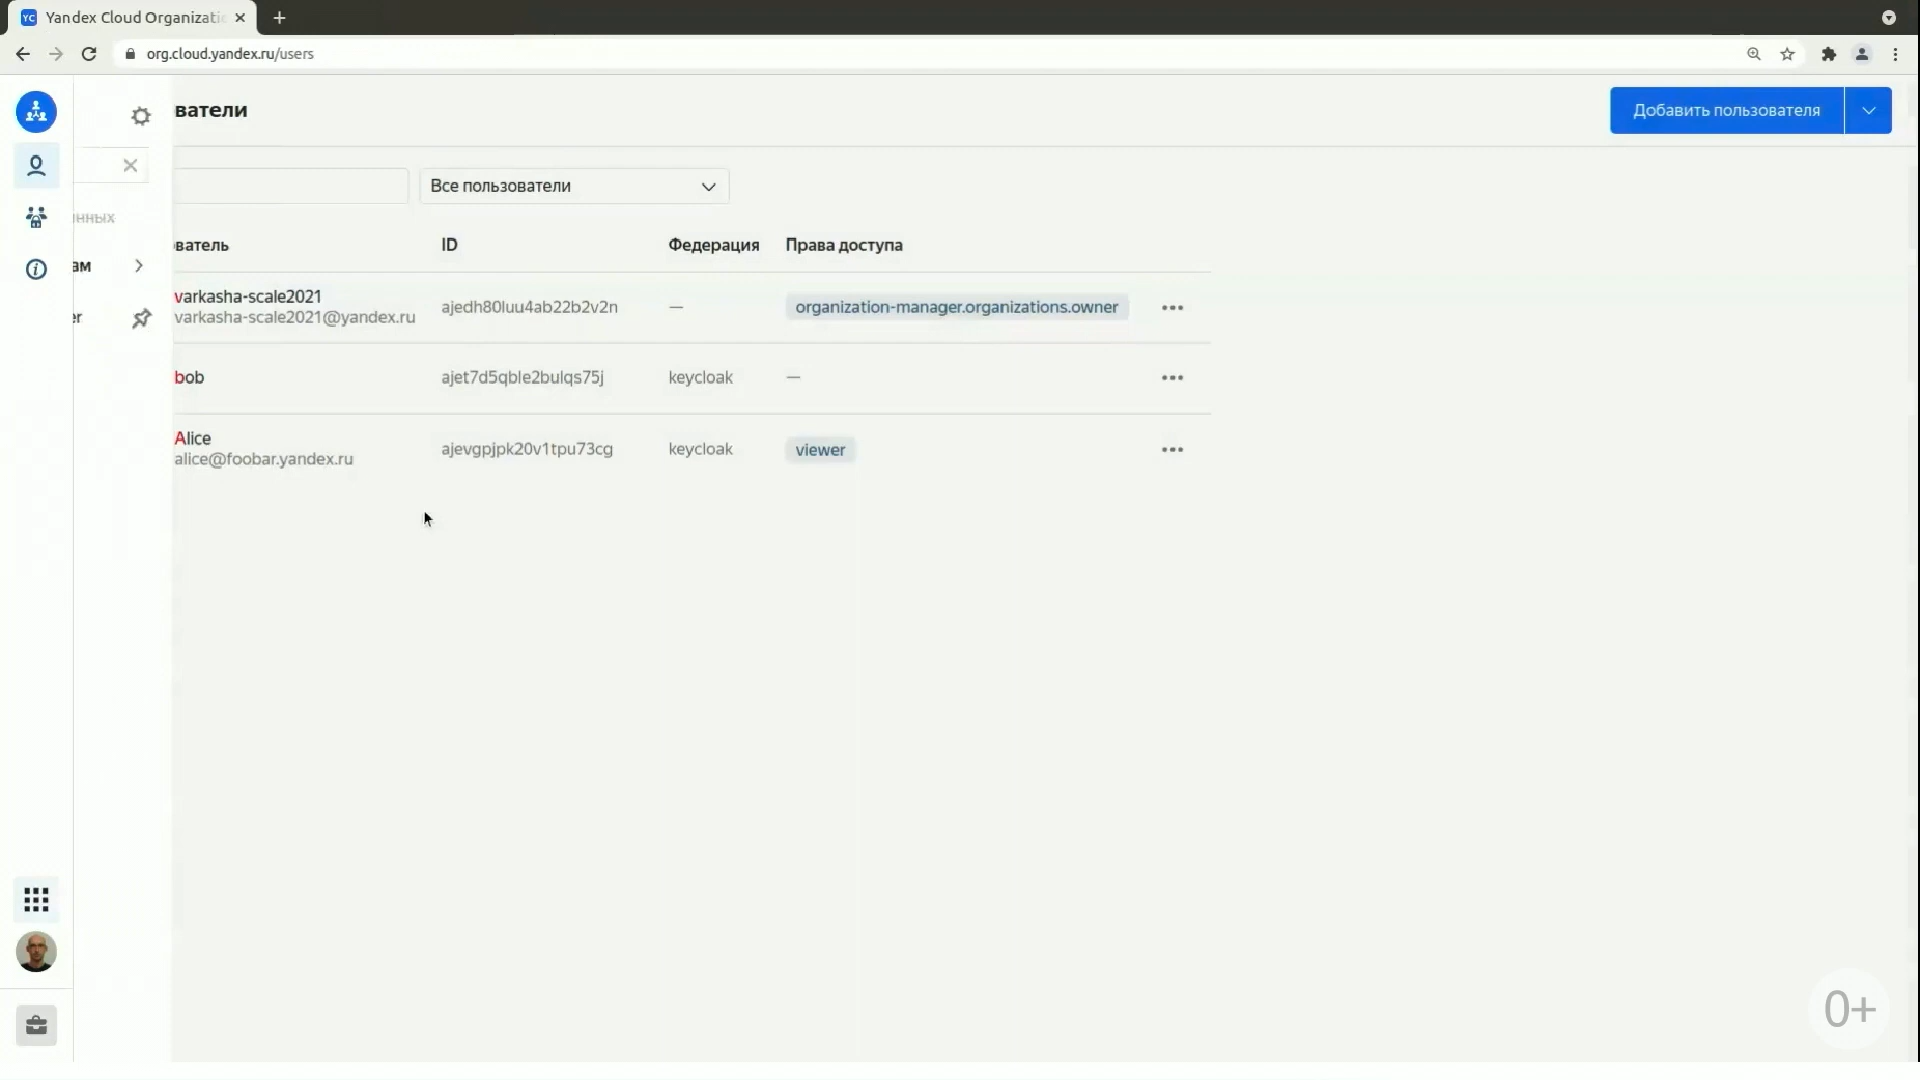 Yandex Cloud Organizati
org.cloud.yandex.ru/users
ватели
Добавить пользователя
Все пользователи
нных
ователь ID Федерация Права доступа
ам
varkasha-scale2021
varkasha-scale2021@yandex.ru ajedh80luu4ab22b2v2n — organization-manager.organizations.owner
er
bob ajet7d5qble2bulqs75j keycloak —
Alice
alice@foobar.yandex.ru ajevgpjpk20v1tpu73cg keycloak viewer
0+